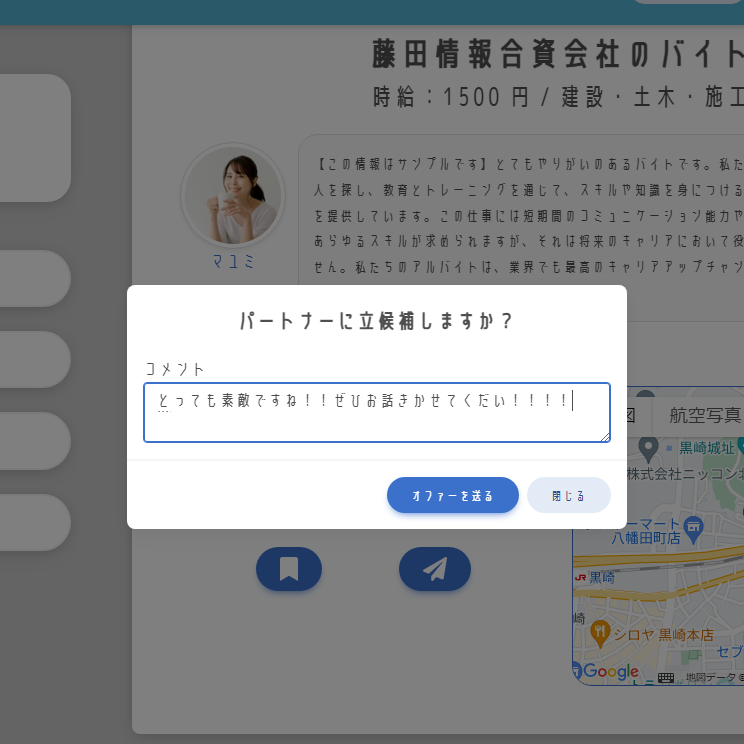 藤田情報合資会社のバイト
時給：1500 円 / 建設・土木・施工
【この情報はサンプルです】とてもやりがいのあるバイトです。私た
人を探し、教育とトレーニングを通じて、スキルや知識を身につける
を提供しています。この仕事には短期間のコミュニケーション能力や
あらゆるスキルが求められますが、それは将来のキャリアにおいて役
せん。私たちのアルバイトは、業界でも最高のキャリアアップチャン
マユミ
パートナーに立候補しますか？
コメント
とっても素敵ですね！！ぜひお話きかせてくだい！！！！
オファーを送る
閉じる
図
航空写真
黒崎城址
株式会社ニッコンホ
ーマート
八幡田町店
JR 黒崎
崎
シロヤ 黒崎本店
セブ
Google
地図データ ©